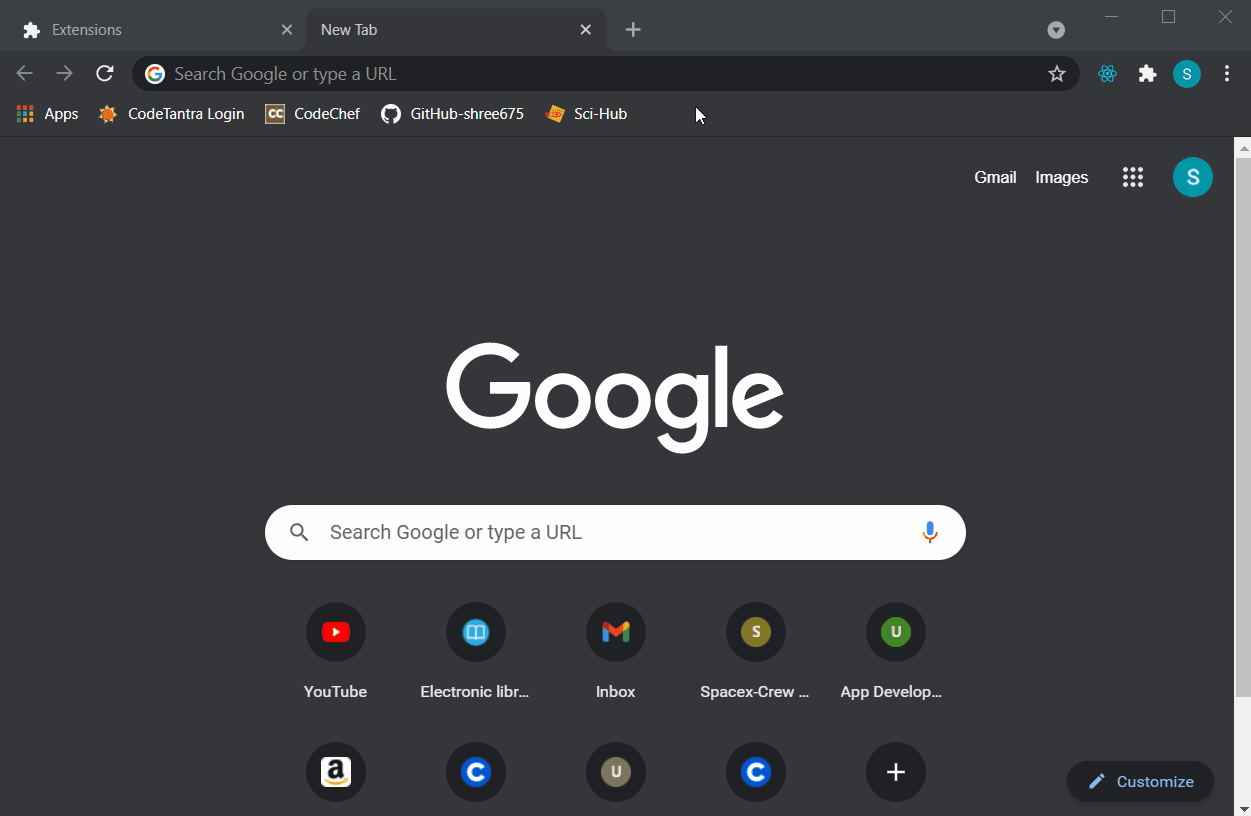 Extensions
New Tab
Search Google or type a URL
S
Apps
CodeTantra Login
CC
CodeChef
GitHub-shree675
Sci-Hub
Gmail
Images
S
Google
Search Google or type a URL
S
U
YouTube
Electronic libr...
Inbox
Spacex-Crew ...
App Develop...
a
C
U
C
Customize